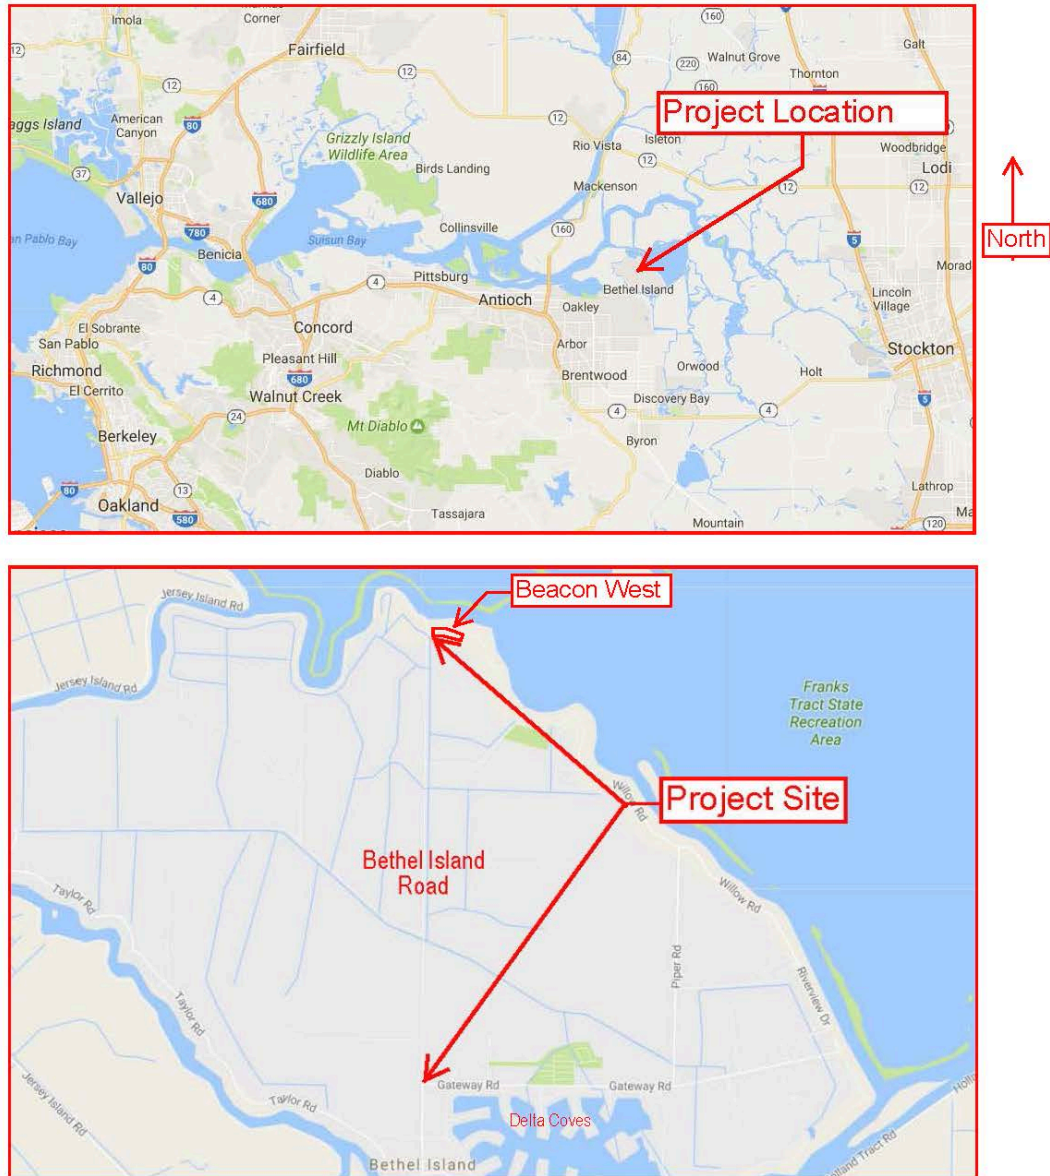 Imola
Corner
Fairfield
160
Galt
12
12
84
220
Walnut Grove
Thornton
12
12
160
American
Canyon
80
aggs Island
Project Location
12
Grizzly Island
Wildlife Area
Rio Vista
Isleton
Woodbridge
Birds Landing
12
Lodi
37
Mackenson
12
12
Vallejo
680
780
Collinsville
160
5
North
an Pablo Bay
Suisun Bay
Benicia
80
Pittsburg
Morad
4
4
Antioch
Bethel Island
Lincoln
Village
Oakley
El Sobrante
Concord
San Pablo
Arbor
Stockton
Pleasant Hill
Richmond
680
Brentwood
Orwood
Holt
El Cerrito
Walnut Creek
Discovery Bay
5
24
4
4
Mt Diablo
Berkeley
Byron
Diablo
80
13
Lathrop
Oakland
580
Tassajara
Ma
Mountain
120
Beacon West
Jersey Island Rd
Jersey Island Rd
Franks
Tract State
Recreation
Area
Willow Rd
Project Site
Bethel Island
Road
Taylor Rd
Willow Rd
Piper Rd
Riverview Dr
Taylor Rd
Gateway Rd
Gateway Rd
Jersey Island Rd
Taylor Rd
Delta Coves
Holland Tract Rd
Bethel Island